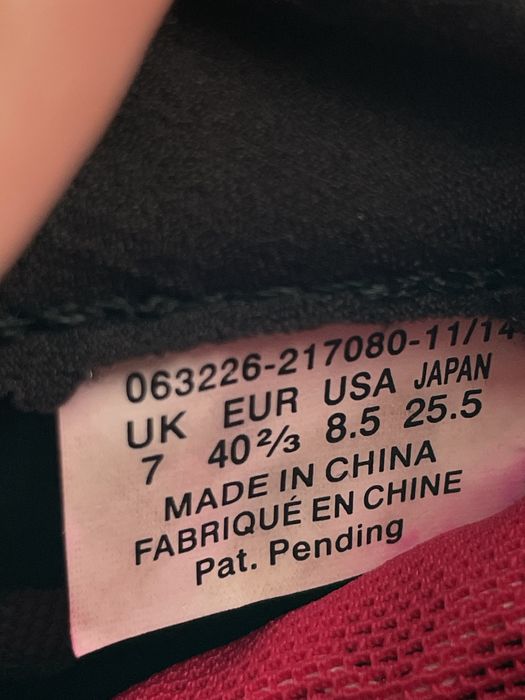 063226-217080-11/14
UK EUR USA JAPAN
7 40⅔ 8.5 25.5
MADE IN CHINA
FABRIQUÉ EN CHINE
Pat. Pending